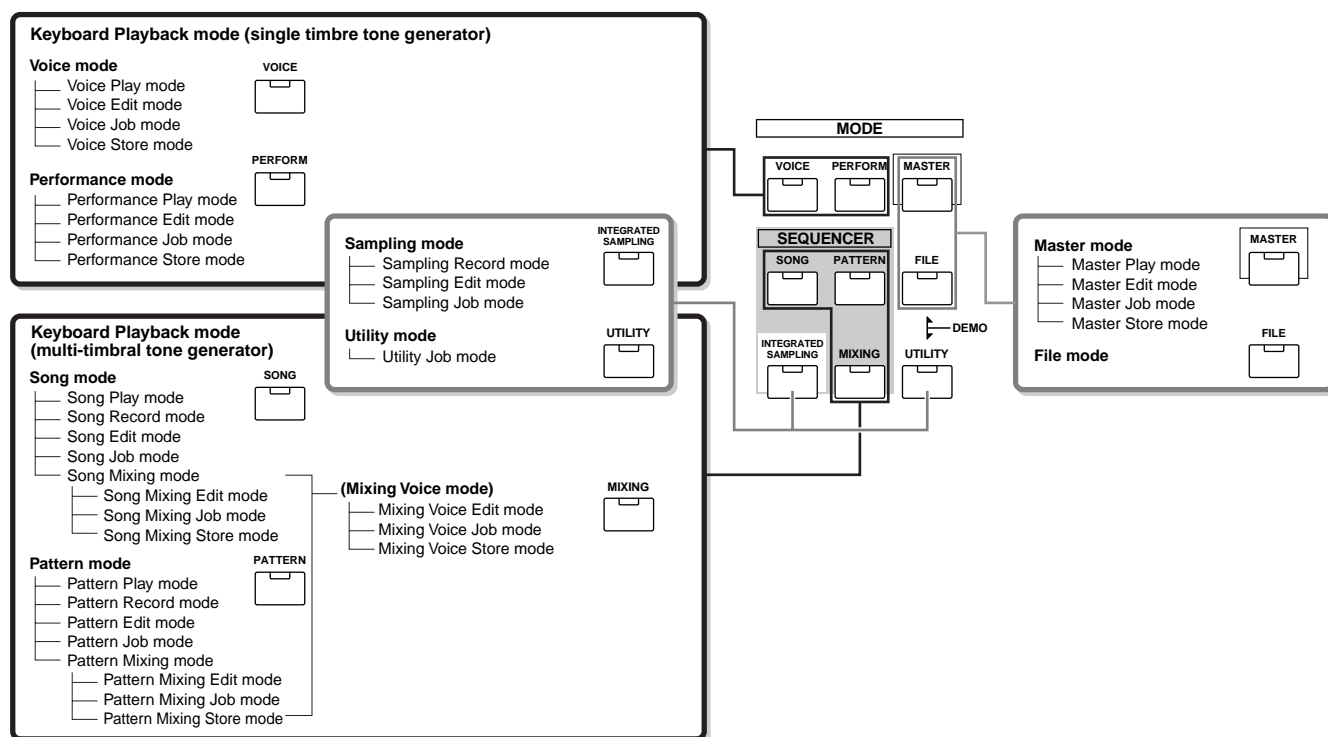 Keyboard Playback mode (single timbre tone generator)
Voice mode
VOICE
Voice Play mode
Voice Edit mode
Voice Job mode
Voice Store mode
Performance mode
PERFORM
Performance Play mode
Performance Edit mode
Performance Job mode
Performance Store mode
Sampling mode
INTEGRATED
SAMPLING
Sampling Record mode
Sampling Edit mode
Sampling Job mode
Utility mode
UTILITY
Utility Job mode
Keyboard Playback mode
(multi-timbral tone generator)
Song mode
SONG
Song Play mode
Song Record mode
Song Edit mode
Song Job mode
Song Mixing mode
Song Mixing Edit mode
Song Mixing Job mode
Song Mixing Store mode
(Mixing Voice mode)
MIXING
Mixing Voice Edit mode
Mixing Voice Job mode
Mixing Voice Store mode
Pattern mode
PATTERN
Pattern Play mode
Pattern Record mode
Pattern Edit mode
Pattern Job mode
Pattern Mixing mode
Pattern Mixing Edit mode
Pattern Mixing Job mode
Pattern Mixing Store mode
MODE
VOICE
PERFORM
MASTER
SEQUENCER
SONG
PATTERN
FILE
DEMO
INTEGRATED
SAMPLING
MIXING
UTILITY
Master mode
MASTER
Master Play mode
Master Edit mode
Master Job mode
Master Store mode
File mode
FILE